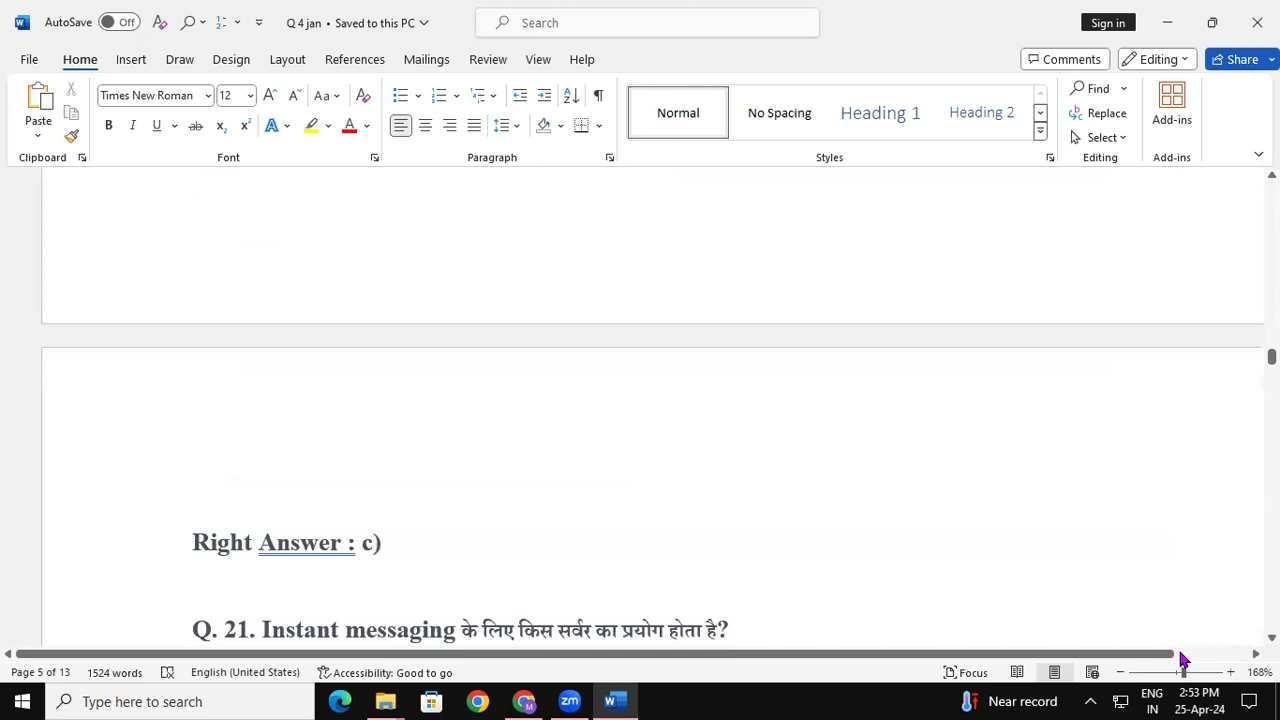 AutoSave Off Q 4 jan • Saved to this PC Search Sign in
File Home Insert Draw Design Layout References Mailings Review View Help Comments Editing Share
Paste Times New Roman 12 Aa Normal No Spacing Heading 1 Heading 2 Find Replace Select Add-ins
B I U ab x₂ x² A A
Clipboard Font Paragraph Styles Editing Add-ins
Right Answer : c)
Q. 21. Instant messaging के लिए किस सर्वर का प्रयोग होता है?
Page 5 of 13 1524 words English (United States) Accessibility: Good to go Focus 168%
Type here to search Near record ENG IN 2:53 PM 25-Apr-24